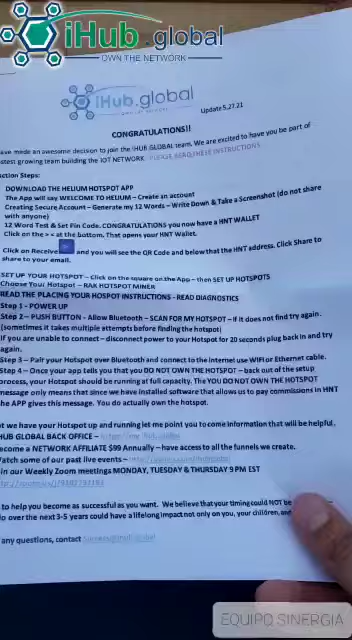 iHub.global
OWN THE NETWORK
iHub.global
Update 5.27.21
CONGRATULATIONS!!
have made an awesome decision to join the iHUB GLOBAL team. We are excited to have you be part of
stest growing team building the IOT NETWORK. PLEASE READ THESE INSTRUCTIONS
ction Steps:
DOWNLOAD THE HELIUM HOTSPOT APP
The App will say WELCOME TO HELIUM – Create an account
Creating Secure Account – Generate my 12 Words – Write Down & Take a Screenshot (do not share
with anyone)
12 Word Test & Set Pin Code. CONGRATULATIONS you now have a HNT WALLET
Click on the > < at the bottom. That opens your HNT Wallet.
Click on Receive and you will see the QR Code and below that the HNT address. Click Share to
share to your email.
SET UP YOUR HOTSPOT – Click on the square on the App – then SET UP HOTSPOTS
Choose Your Hotspot – RAK HOTSPOT MINER
READ THE PLACING YOUR HOSPOT INSTRUCTIONS - READ DIAGNOSTICS
Step 1 - POWER UP
Step 2 – PUSH BUTTON - Allow Bluetooth – SCAN FOR MY HOTSPOT – If it does not find try again.
(sometimes it takes multiple attempts before finding the hotspot)
If you are unable to connect – disconnect power to your Hotspot for 20 seconds plug back in and try
again.
Step 3 – Pair your Hotspot over Bluetooth and connect to the internet use WIFI or Ethernet cable.
Step 4 – Once your app tells you that you DO NOT OWN THE HOTSPOT – back out of the setup
process, your Hotspot should be running at full capacity. The YOU DO NOT OWN THE HOTSPOT
message only means that since we have installed software that allows us to pay commissions in HNT
he APP gives this message. You do actually own the hotspot.
t we have your Hotspot up and running let me point you to come information that will be helpful.
HUB GLOBAL BACK OFFICE –
ecome a NETWORK AFFILIATE $99 Annually – have access to all the funnels we create.
Watch some of our past live events –
in our Weekly Zoom meetings MONDAY, TUESDAY & THURSDAY 9 PM EST
to help you become as successful as you want. We believe that your timing could NOT be
do over the next 3-5 years could have a lifelong impact not only on you, your children, and
any questions, contact
EQUIPO SINERGIA